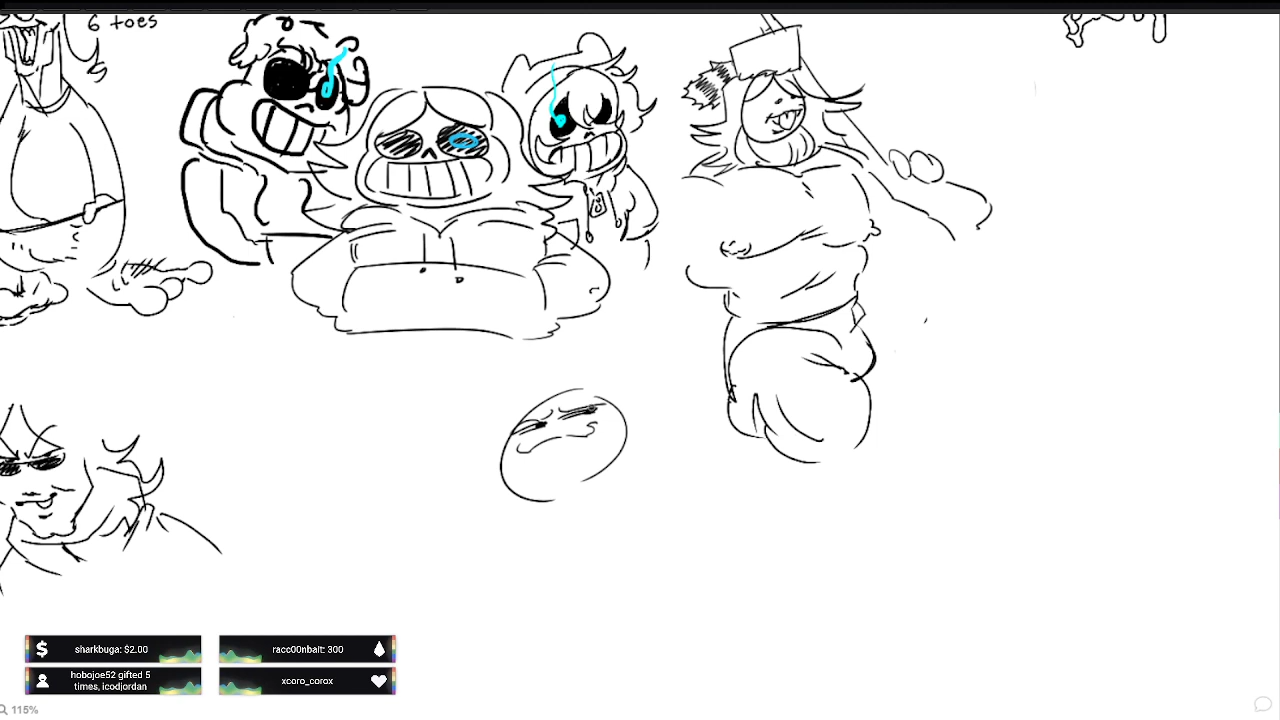 6 toes
$ sharkbuga: $2.00
racc00nbait: 300
hobojoe52 gifted 5
times, icodjordan
xcoro_corox
115%